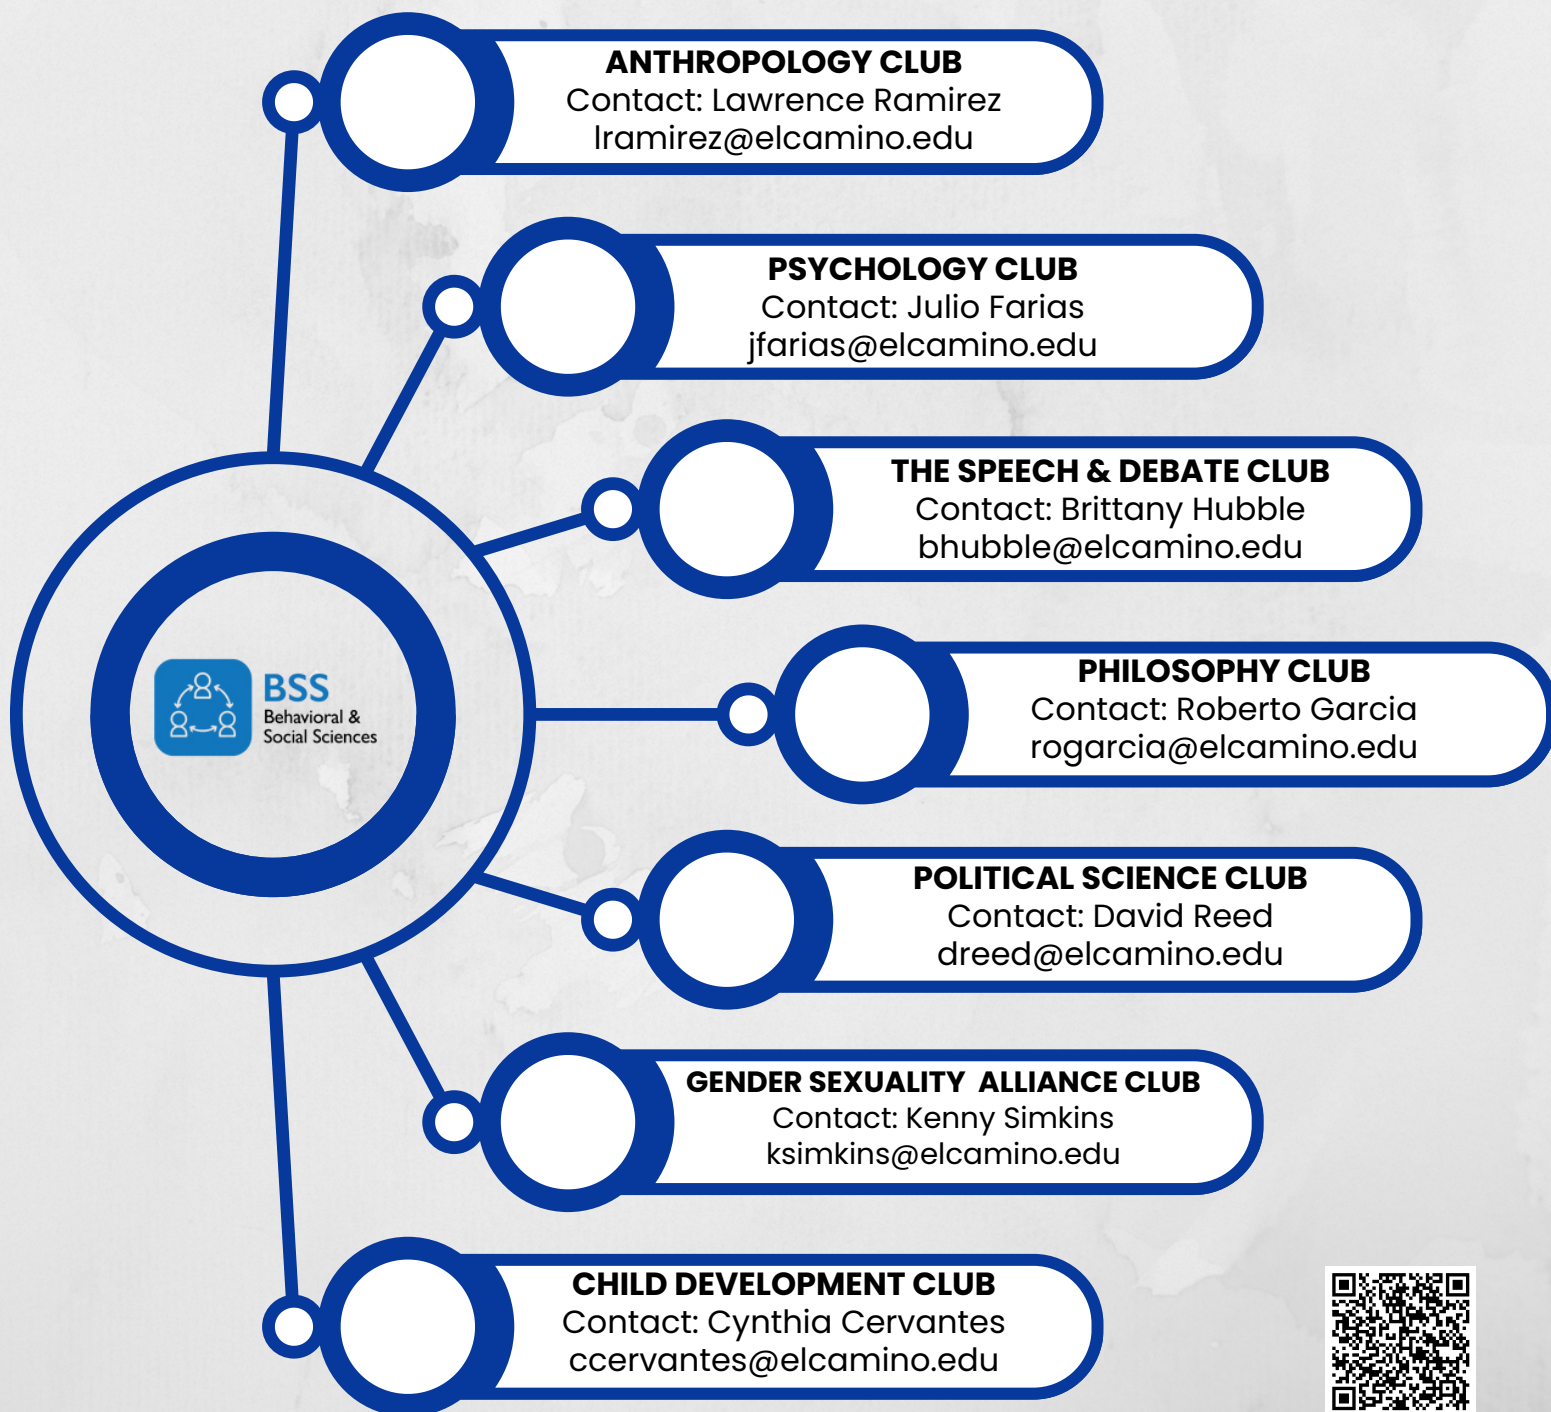 ANTHROPOLOGY CLUB
Contact: Lawrence Ramirez
lramirez@elcamino.edu
PSYCHOLOGY CLUB
Contact: Julio Farias
jfarias@elcamino.edu
THE SPEECH & DEBATE CLUB
Contact: Brittany Hubble
bhubble@elcamino.edu
BSS
Behavioral &
Social Sciences
PHILOSOPHY CLUB
Contact: Roberto Garcia
rogarcia@elcamino.edu
POLITICAL SCIENCE CLUB
Contact: David Reed
dreed@elcamino.edu
GENDER SEXUALITY  ALLIANCE CLUB
Contact: Kenny Simkins
ksimkins@elcamino.edu
CHILD DEVELOPMENT CLUB
Contact: Cynthia Cervantes
ccervantes@elcamino.edu